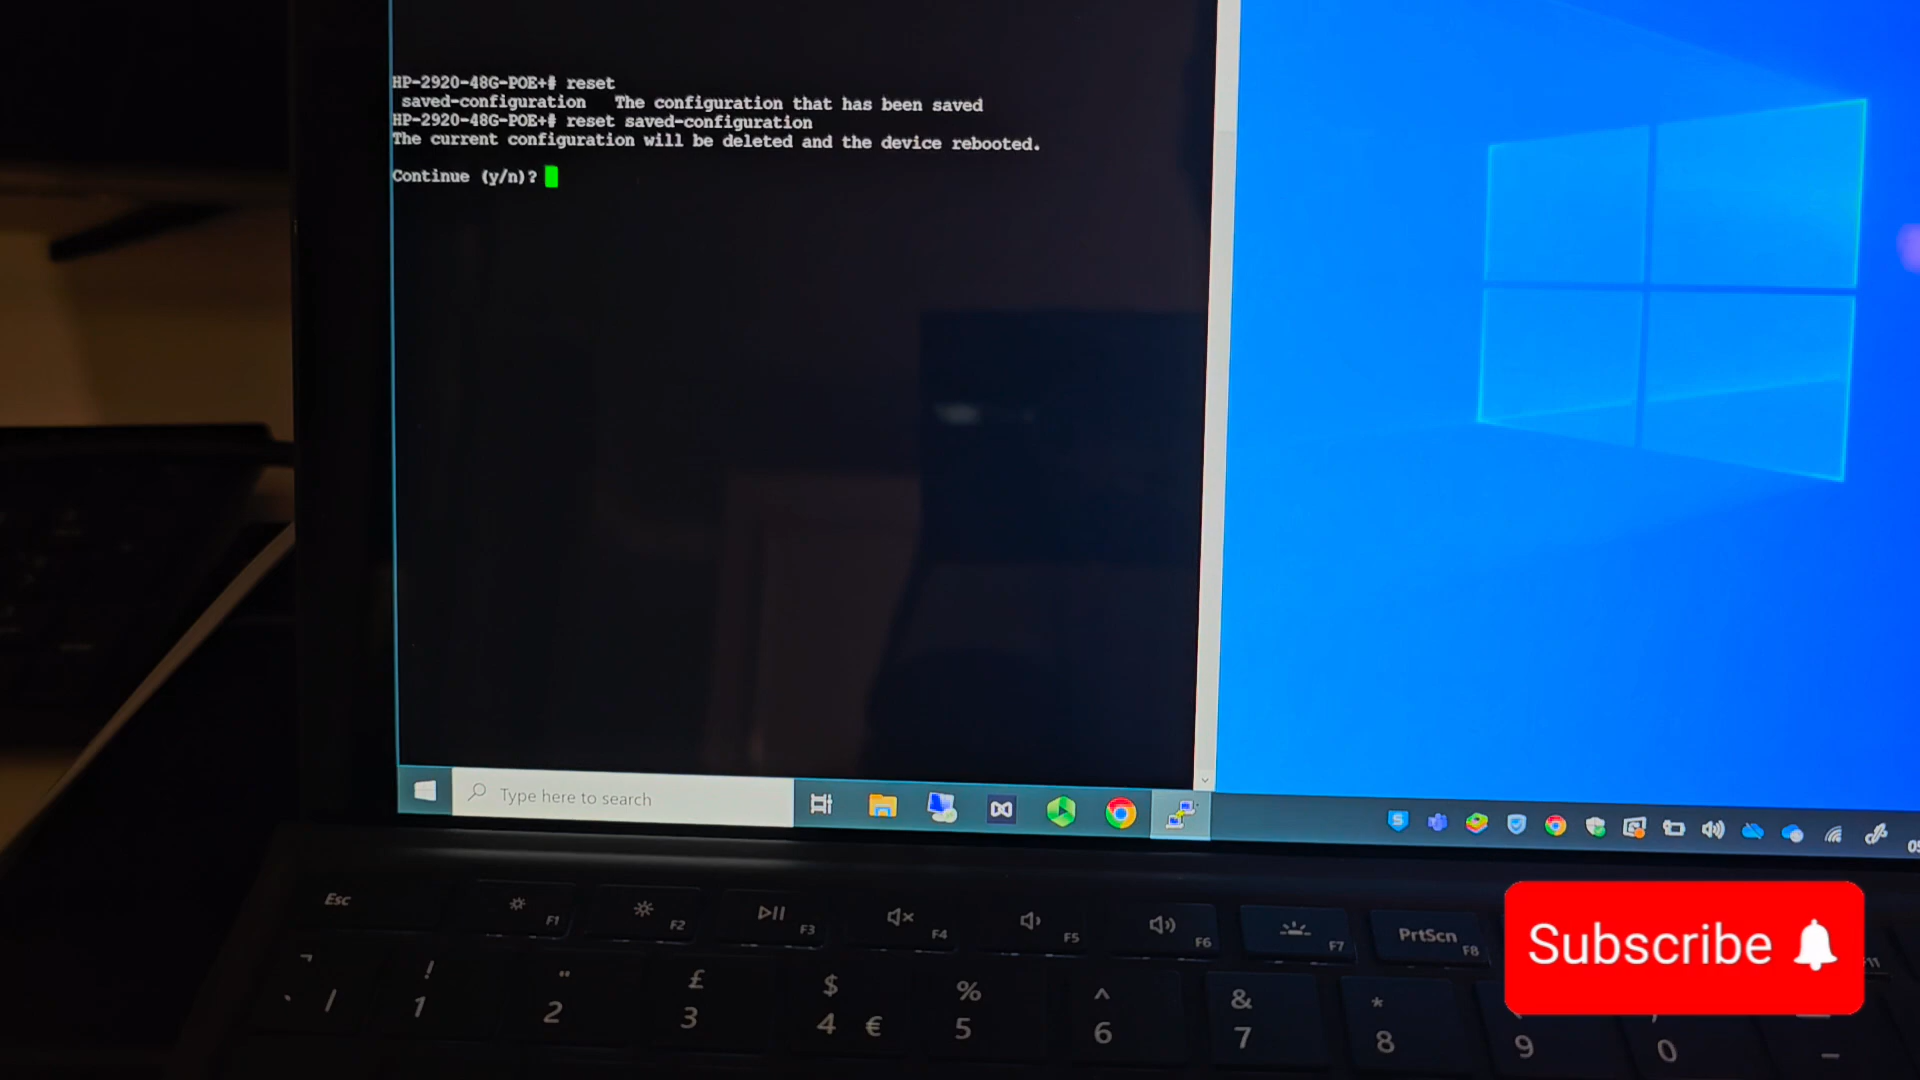 HP-2920-48G-POE+# reset
saved-configuration The configuration that has been saved
HP-2920-48G-POE+# reset saved-configuration
The current configuration will be deleted and the device rebooted.
Continue (y/n)?
Type here to search
Subscribe
Esc
F1
F2
F3
F4
F5
F6
F7
PrtScn F8
! " £ $ % ^ & *
1 2 3 4 € 5 6 7 8 9 0